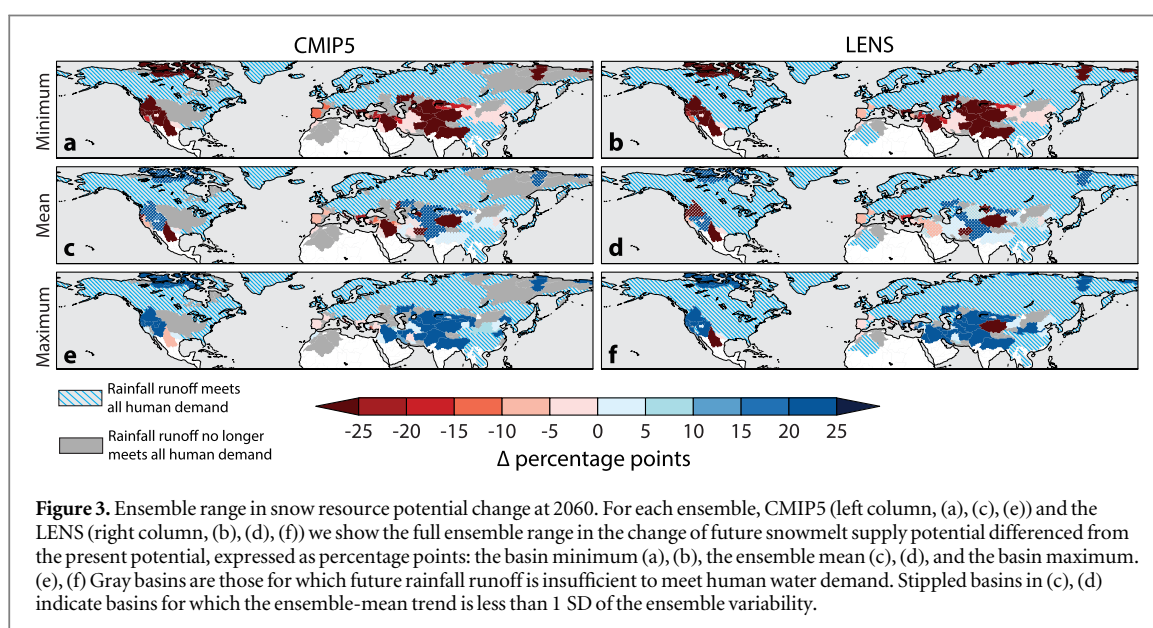 CMIP5
LENS
Minimum
a
b
Mean
c
d
Maximum
e
f
Rainfall runoff meets
all human demand
Rainfall runoff no longer
meets all human demand
-25 -20 -15 -10 -5 0 5 10 15 20 25
Δ percentage points
Figure 3. Ensemble range in snow resource potential change at 2060. For each ensemble, CMIP5 (left column, (a), (c), (e)) and the
LENS (right column, (b), (d), (f)) we show the full ensemble range in the change of future snowmelt supply potential differenced from
the present potential, expressed as percentage points: the basin minimum (a), (b), the ensemble mean (c), (d), and the basin maximum.
(e), (f) Gray basins are those for which future rainfall runoff is insufficient to meet human water demand. Stippled basins in (c), (d)
indicate basins for which the ensemble-mean trend is less than 1 SD of the ensemble variability.